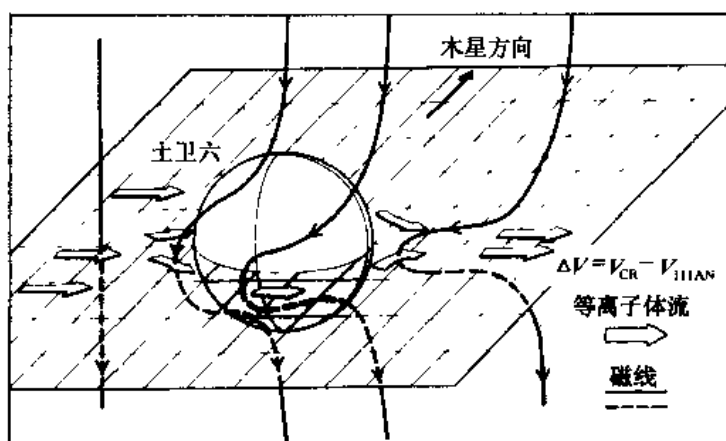 木星方向
土卫六
ΔV = V_CR − V_TITAN
等离子体流
磁线